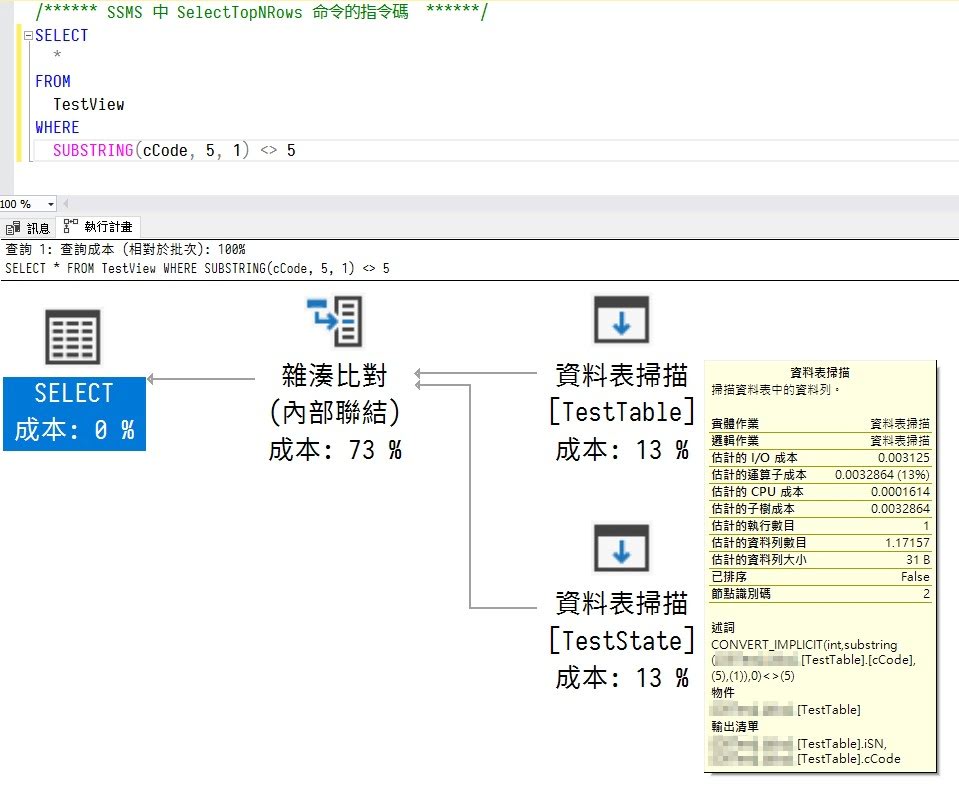 /****** SSMS 中 SelectTopNRows 命令的指令碼  ******/
SELECT
*
FROM
TestView
WHERE
SUBSTRING(cCode, 5, 1) <> 5
100 %
訊息 執行計畫
查詢 1: 查詢成本 (相對於批次): 100%
SELECT * FROM TestView WHERE SUBSTRING(cCode, 5, 1) <> 5
SELECT
成本: 0 %
雜湊比對
(內部聯結)
成本: 73 %
資料表掃描
[TestTable]
成本: 13 %
資料表掃描
[TestState]
成本: 13 %
資料表掃描
掃描資料表中的資料列。
實體作業 資料表掃描
邏輯作業 資料表掃描
估計的 I/O 成本 0.003125
估計的運算子成本 0.0032864 (13%)
估計的 CPU 成本 0.0001614
估計的子樹成本 0.0032864
估計的執行數目 1
估計的資料列數目 1.17157
估計的資料列大小 31 B
已排序 False
節點識別碼 2
述詞
CONVERT_IMPLICIT(int,substring
( [TestTable].[cCode],
(5),(1)),0)<>(5)
物件
[TestTable]
輸出清單
[TestTable].iSN,
[TestTable].cCode